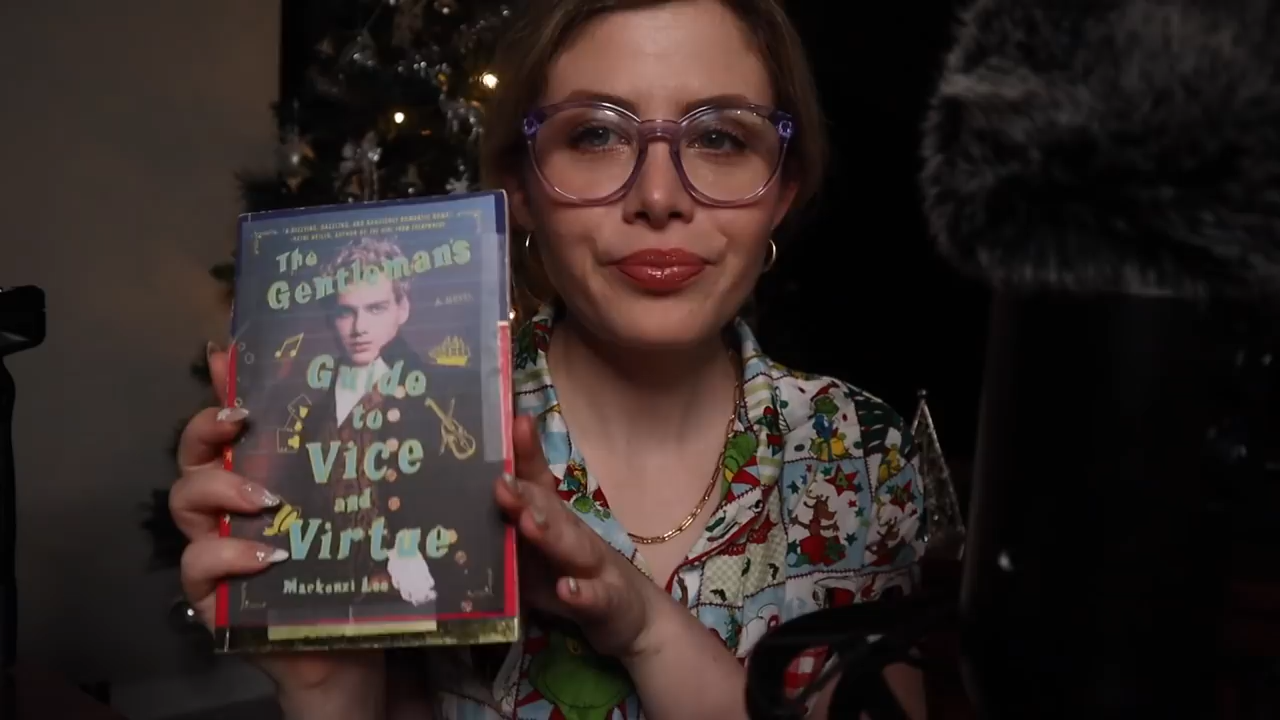 The
Gentleman's
A NOVEL
Guide
to
Vice
and
Virtue
Mackenzi Lee